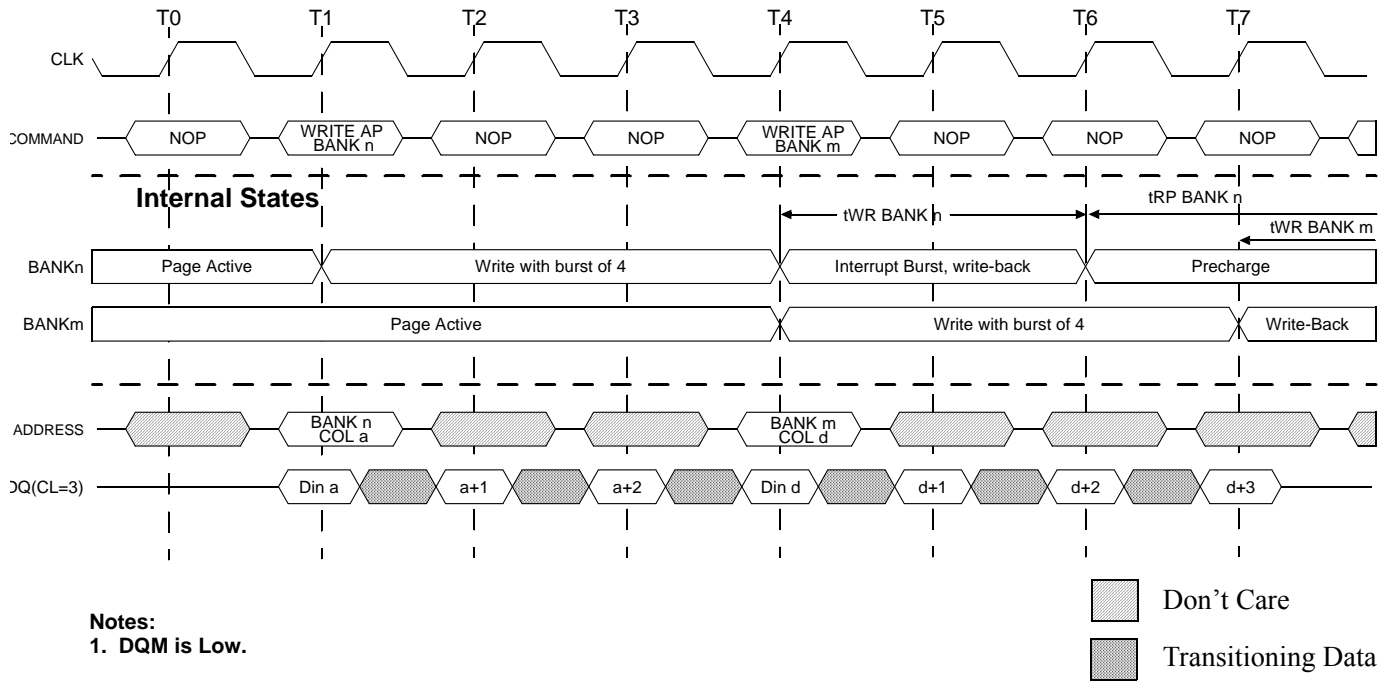 T0 T1 T2 T3 T4 T5 T6 T7
CLK
COMMAND NOP WRITE AP BANK n NOP NOP WRITE AP BANK m NOP NOP NOP
Internal States
tRP BANK n
tWR BANK n
tWR BANK m
BANKn Page Active Write with burst of 4 Interrupt Burst, write-back Precharge
BANKm Page Active Write with burst of 4 Write-Back
ADDRESS BANK n COL a BANK m COL d
DQ(CL=3) Din a a+1 a+2 Din d d+1 d+2 d+3
Don't Care
Notes:
1. DQM is Low.
Transitioning Data